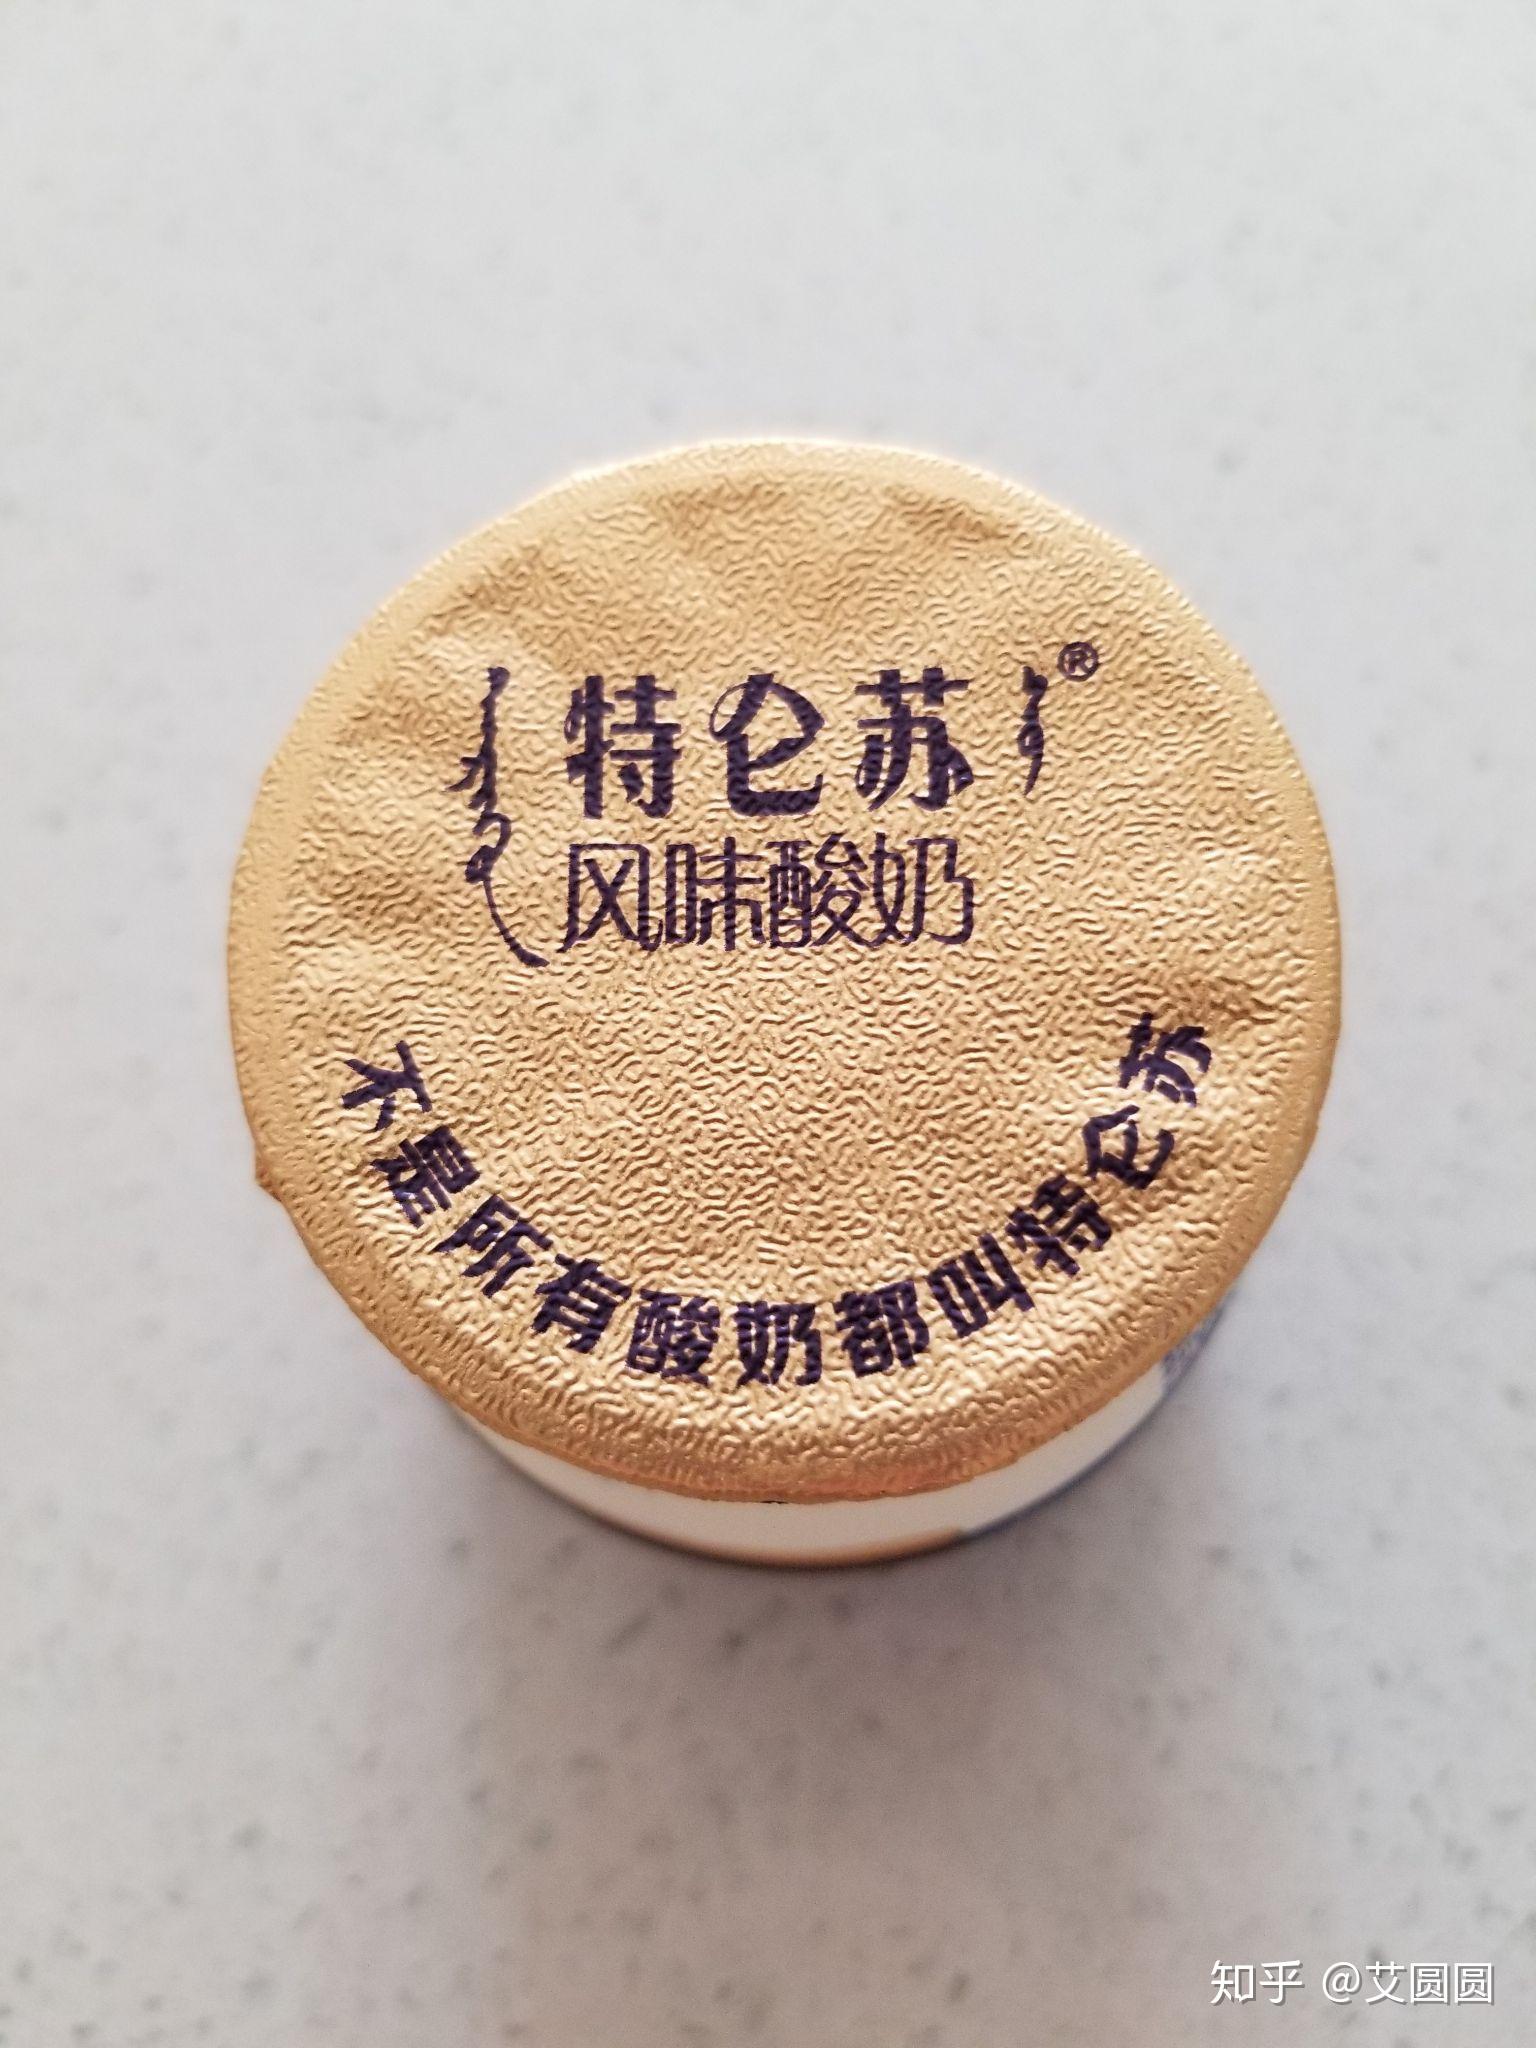 特仑苏®
风味酸奶
不是所有酸奶都叫特仑苏
知乎 @艾圆圆